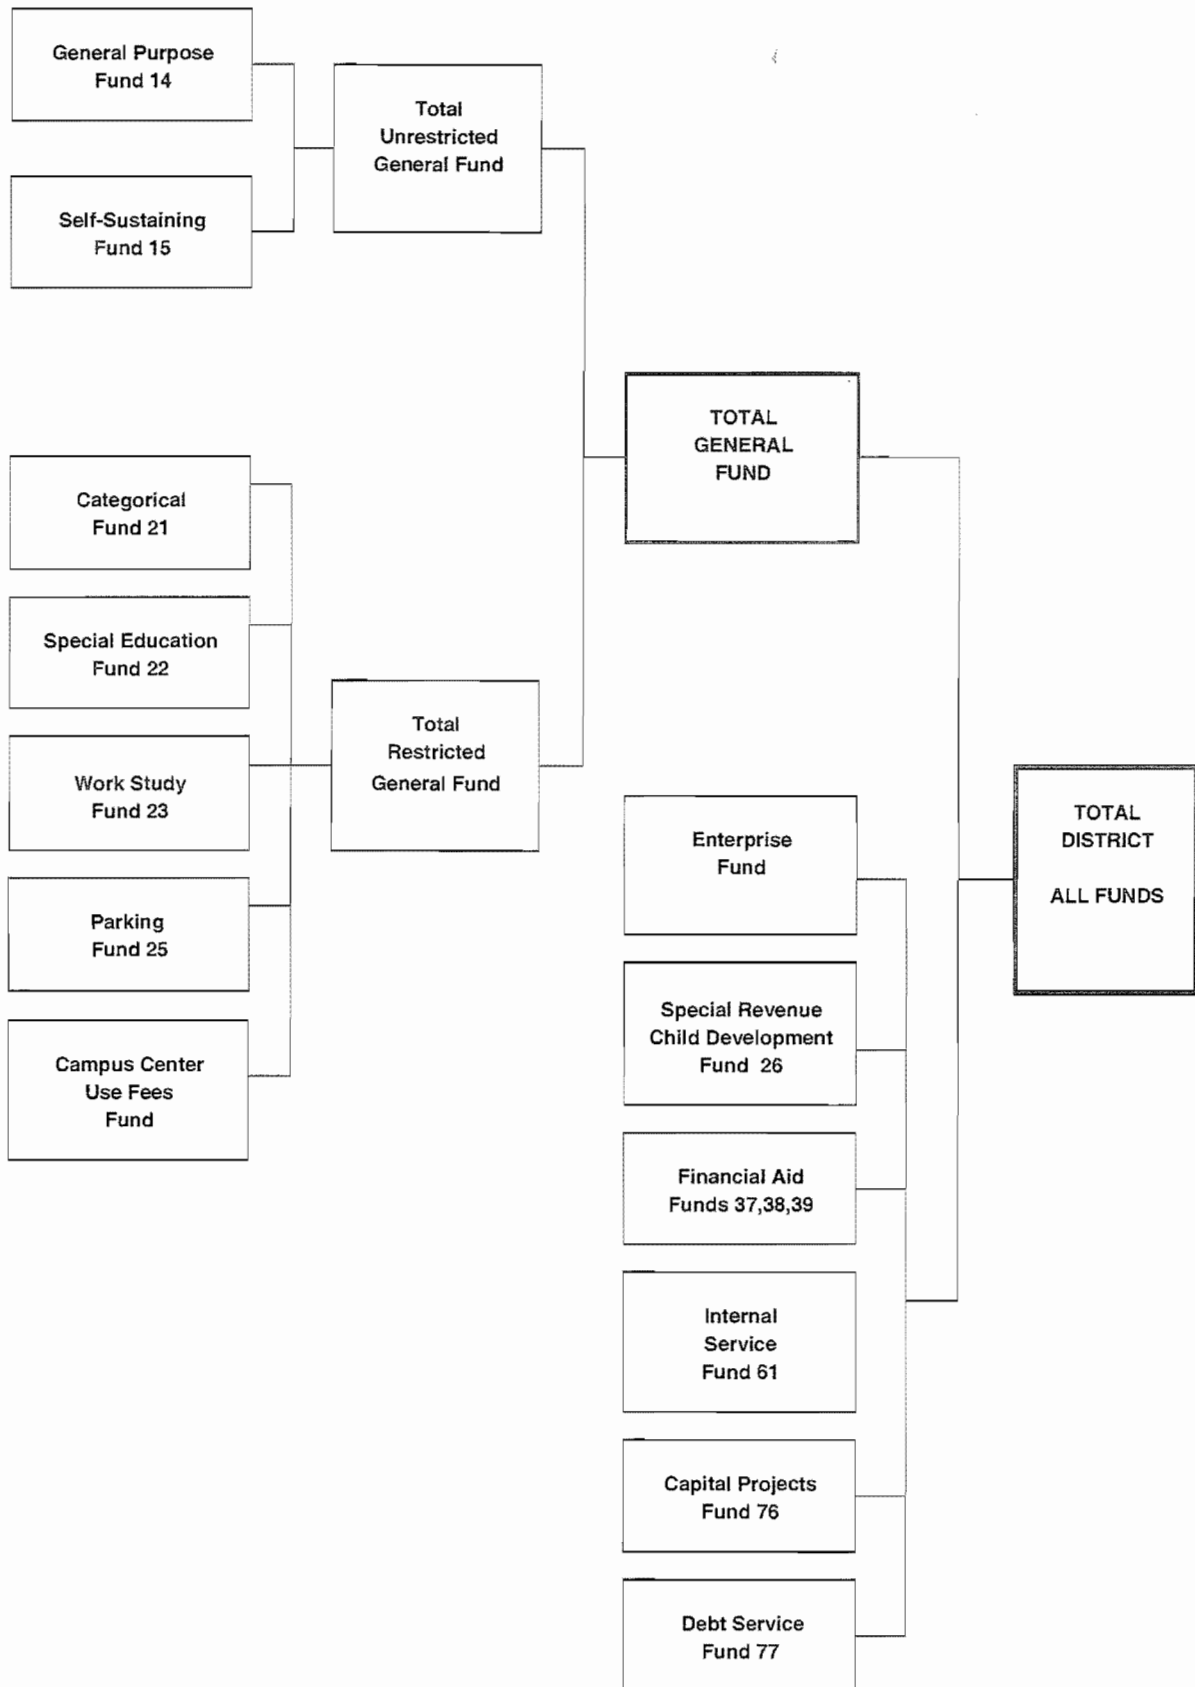 General Purpose
Fund 14
Total
Unrestricted
General Fund
Self-Sustaining
Fund 15
TOTAL
GENERAL
FUND
Categorical
Fund 21
Special Education
Fund 22
Work Study
Fund 23
Parking
Fund 25
Campus Center
Use Fees
Fund
Total
Restricted
General Fund
Enterprise
Fund
Special Revenue
Child Development
Fund 26
Financial Aid
Funds 37,38,39
Internal
Service
Fund 61
Capital Projects
Fund 76
Debt Service
Fund 77
TOTAL
DISTRICT
ALL FUNDS